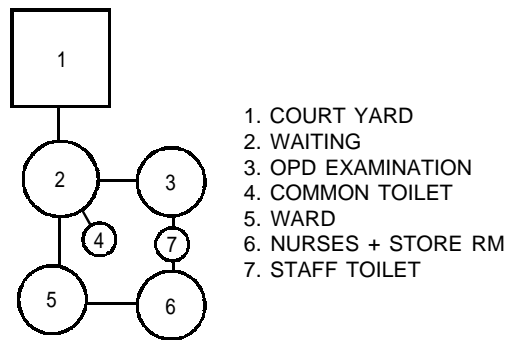 1
2
3
4
7
5
6
1. COURT YARD
2. WAITING
3. OPD EXAMINATION
4. COMMON TOILET
5. WARD
6. NURSES + STORE RM
7. STAFF TOILET